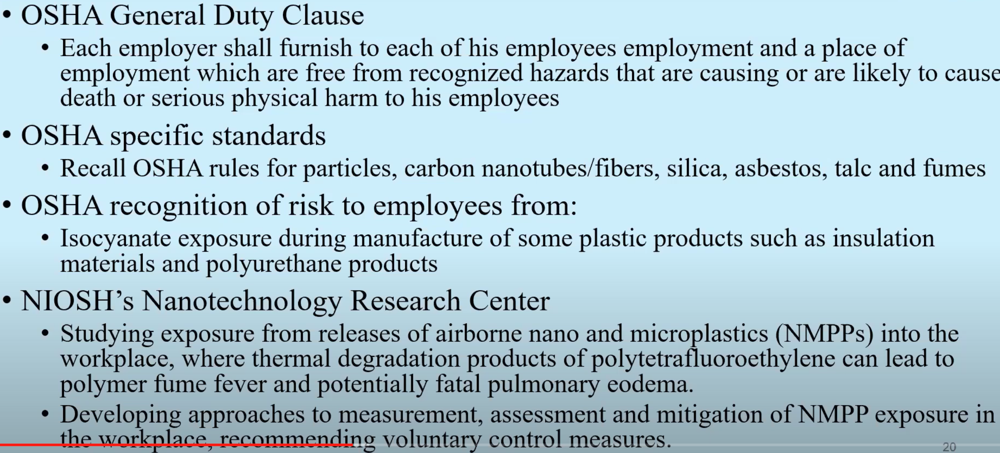 • OSHA General Duty Clause
• Each employer shall furnish to each of his employees employment and a place of
employment which are free from recognized hazards that are causing or are likely to cause
death or serious physical harm to his employees
• OSHA specific standards
• Recall OSHA rules for particles, carbon nanotubes/fibers, silica, asbestos, talc and fumes
• OSHA recognition of risk to employees from:
• Isocyanate exposure during manufacture of some plastic products such as insulation
materials and polyurethane products
• NIOSH’s Nanotechnology Research Center
• Studying exposure from releases of airborne nano and microplastics (NMPPs) into the
workplace, where thermal degradation products of polytetrafluoroethylene can lead to
polymer fume fever and potentially fatal pulmonary eodema.
• Developing approaches to measurement, assessment and mitigation of NMPP exposure in
the workplace, recommending voluntary control measures.
20